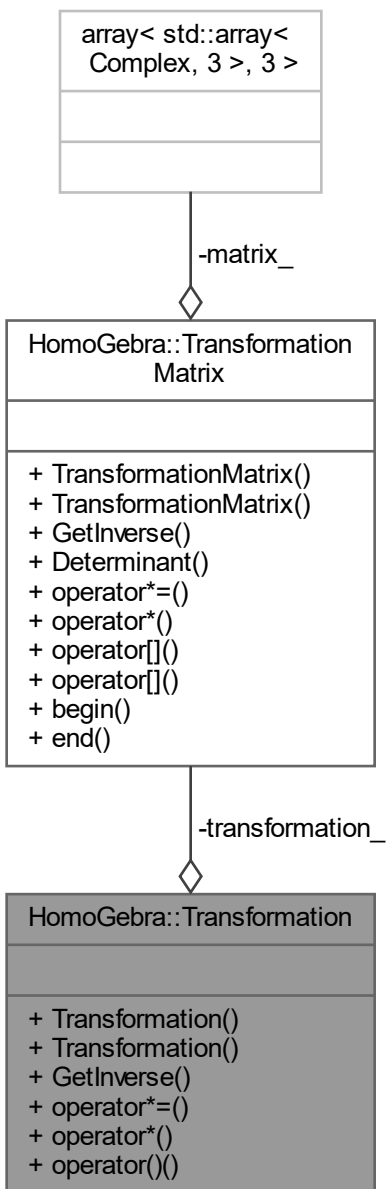 array< std::array<
Complex, 3 >, 3 >
-matrix_
HomoGebra::Transformation
Matrix
+ TransformationMatrix()
+ TransformationMatrix()
+ GetInverse()
+ Determinant()
+ operator*=()
+ operator*()
+ operator[]()
+ operator[]()
+ begin()
+ end()
-transformation_
HomoGebra::Transformation
+ Transformation()
+ Transformation()
+ GetInverse()
+ operator*=()
+ operator*()
+ operator()()